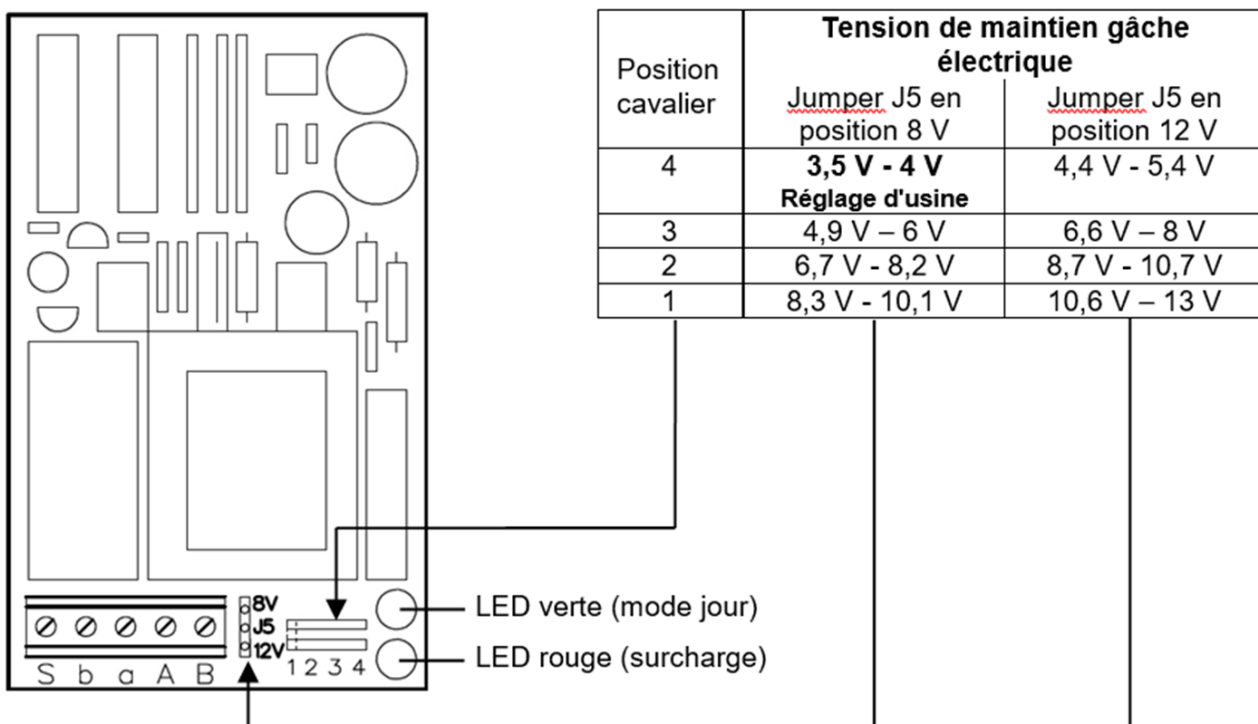 Position
cavalier
Tension de maintien gâche
électrique
Jumper J5 en
position 8 V
Jumper J5 en
position 12 V
4
3,5 V - 4 V
Réglage d'usine
4,4 V - 5,4 V
3
4,9 V – 6 V
6,6 V – 8 V
2
6,7 V - 8,2 V
8,7 V - 10,7 V
1
8,3 V - 10,1 V
10,6 V – 13 V
8V
J5
12V
1 2 3 4
S b a A B
LED verte (mode jour)
LED rouge (surcharge)